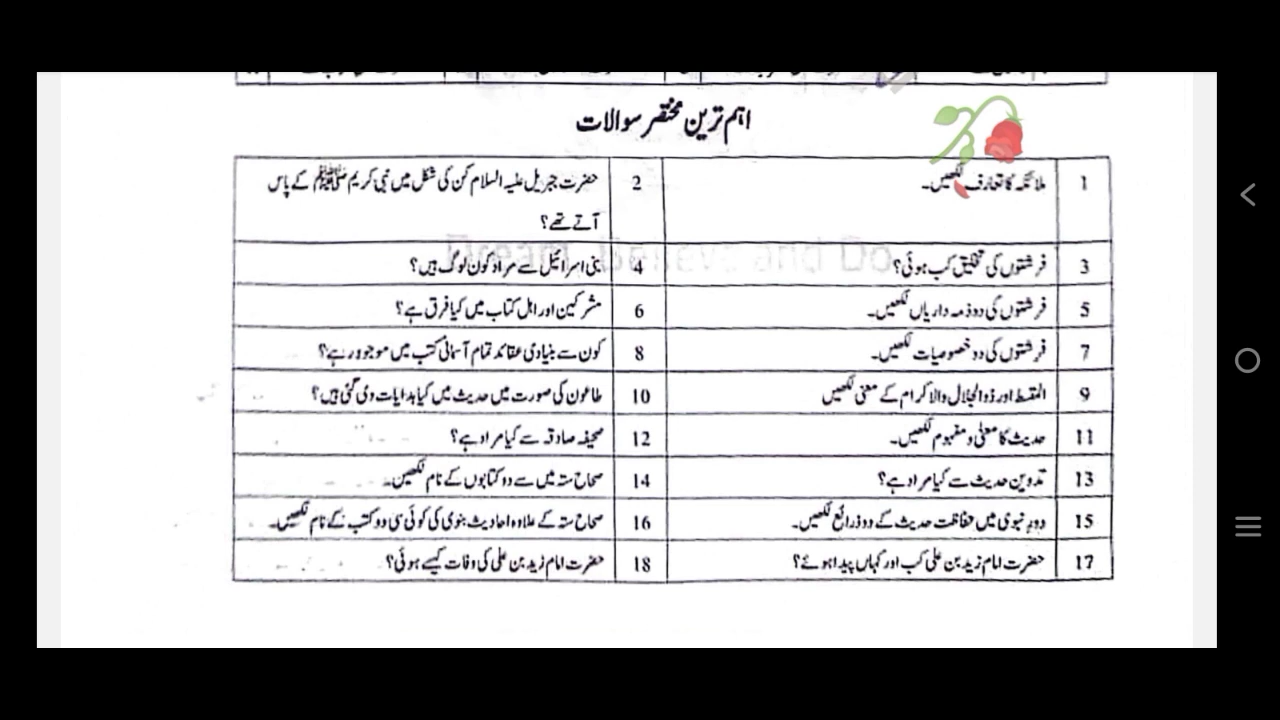 اہم ترین مختصر سوالات
1 ملائکہ کا تعارف لکھیں۔
2 حضرت جبریل علیہ السلام کن کی شکل میں نبی کریم ﷺ کے پاس
آتے تھے؟
Dream, Believe and Do
3 فرشتوں کی تخلیق کب ہوئی؟
4 بنی اسرائیل سے مراد کون لوگ ہیں؟
5 فرشتوں کی دو ذمہ داریاں لکھیں۔
6 مشرکین اور اہل کتاب میں کیا فرق ہے؟
7 فرشتوں کی دو خصوصیات لکھیں۔
8 کون سے بنیادی عقائد تمام آسمانی کتب میں موجود رہے؟
9 المقسط اور ذوالجلال والاکرام کے معنی لکھیں
10 طاعون کی صورت میں حدیث میں کیا ہدایات دی گئی ہیں؟
11 حدیث کا معنی و مفہوم لکھیں۔
12 صحیفہ صادقہ سے کیا مراد ہے؟
13 تدوین حدیث سے کیا مراد ہے؟
14 صحاح ستہ میں سے دو کتابوں کے نام لکھیں۔
15 دور نبوی میں حفاظت حدیث کے دو ذرائع لکھیں۔
16 صحاح ستہ کے علاوہ احادیث نبوی کی کوئی سی دو کتب کے نام لکھیں۔
17 حضرت امام زید بن علی کب اور کہاں پیدا ہوئے؟
18 حضرت امام زید بن علی کی وفات کیسے ہوئی؟